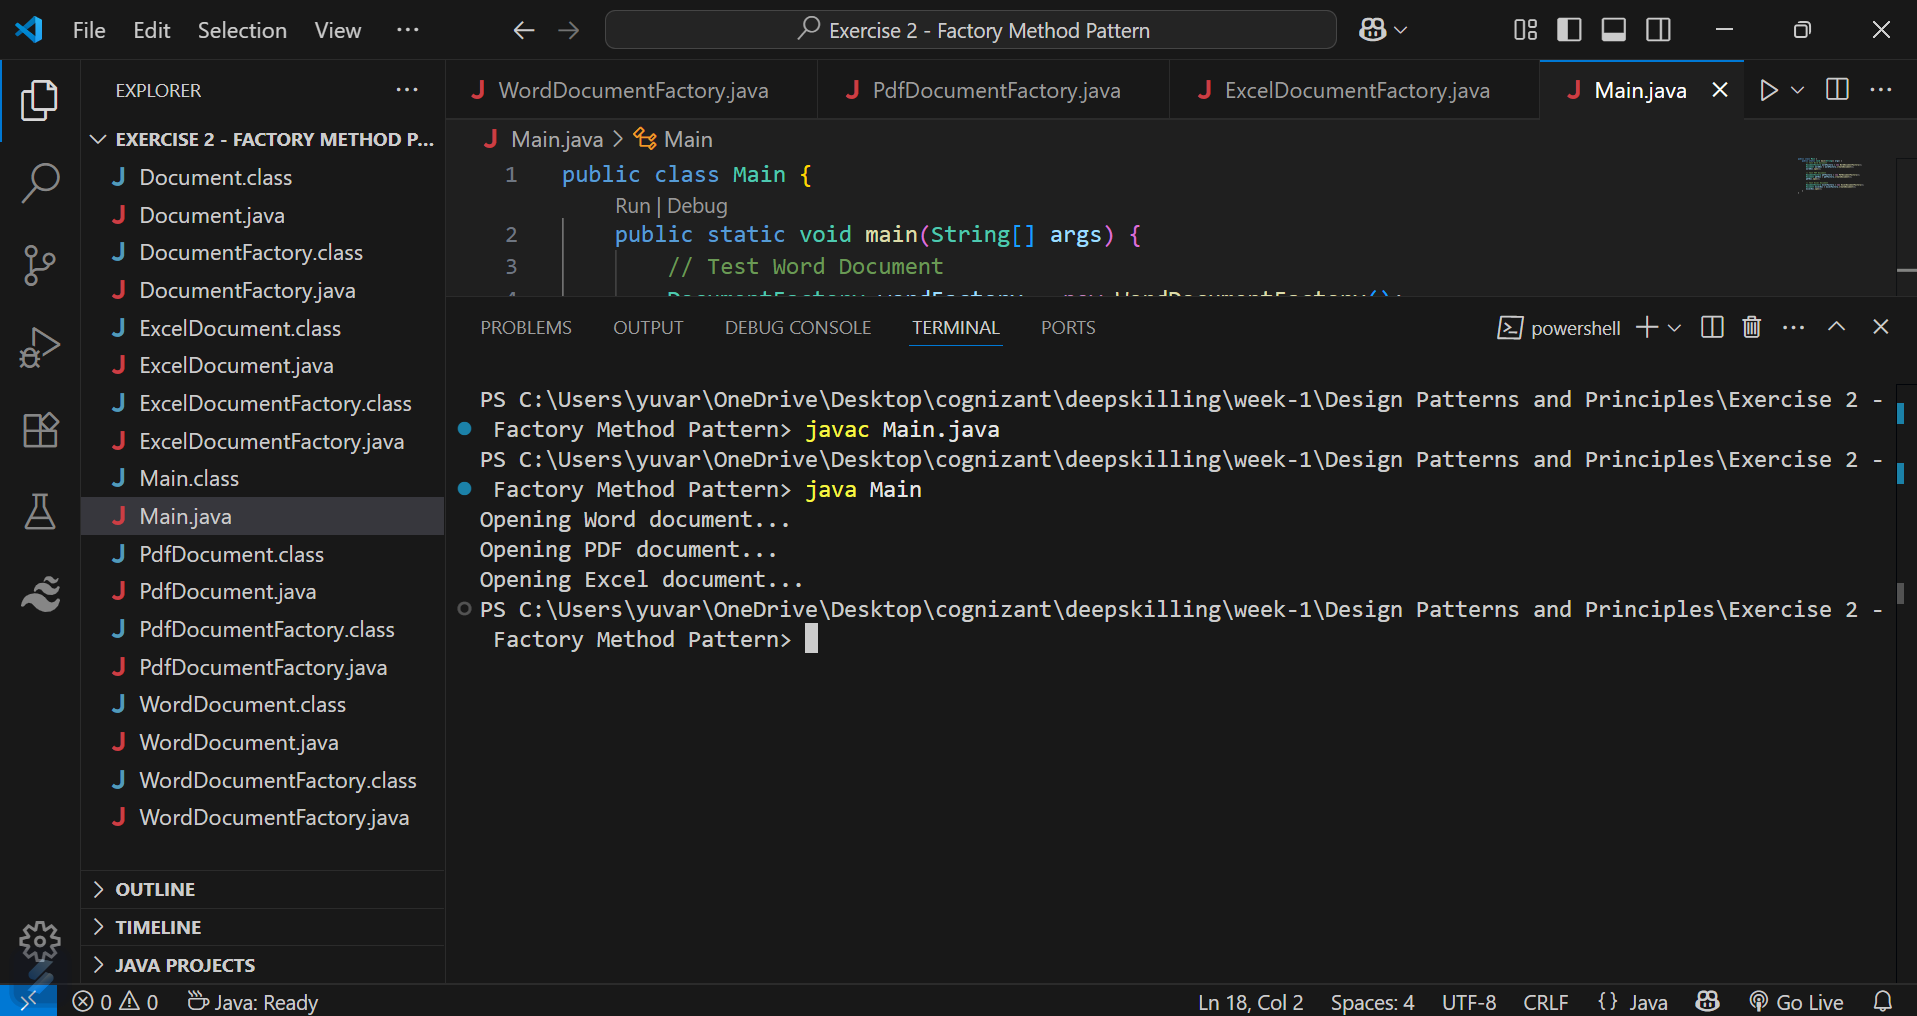 File Edit Selection View ...
Exercise 2 - Factory Method Pattern
EXPLORER ...
EXERCISE 2 - FACTORY METHOD P...
Document.class
Document.java
DocumentFactory.class
DocumentFactory.java
ExcelDocument.class
ExcelDocument.java
ExcelDocumentFactory.class
ExcelDocumentFactory.java
Main.class
Main.java
PdfDocument.class
PdfDocument.java
PdfDocumentFactory.class
PdfDocumentFactory.java
WordDocument.class
WordDocument.java
WordDocumentFactory.class
WordDocumentFactory.java
OUTLINE
TIMELINE
JAVA PROJECTS
WordDocumentFactory.java PdfDocumentFactory.java ExcelDocumentFactory.java Main.java
Main.java > Main
1 public class Main {
Run | Debug
2 public static void main(String[] args) {
3 // Test Word Document
4 DocumentFactory wordFactory = new WordDocumentFactory();
PROBLEMS OUTPUT DEBUG CONSOLE TERMINAL PORTS
powershell
PS C:\Users\yuvar\OneDrive\Desktop\cognizant\deepskilling\week-1\Design Patterns and Principles\Exercise 2 -
Factory Method Pattern> javac Main.java
PS C:\Users\yuvar\OneDrive\Desktop\cognizant\deepskilling\week-1\Design Patterns and Principles\Exercise 2 -
Factory Method Pattern> java Main
Opening Word document...
Opening PDF document...
Opening Excel document...
PS C:\Users\yuvar\OneDrive\Desktop\cognizant\deepskilling\week-1\Design Patterns and Principles\Exercise 2 -
Factory Method Pattern>
0 0 Java: Ready Ln 18, Col 2 Spaces: 4 UTF-8 CRLF {} Java Go Live